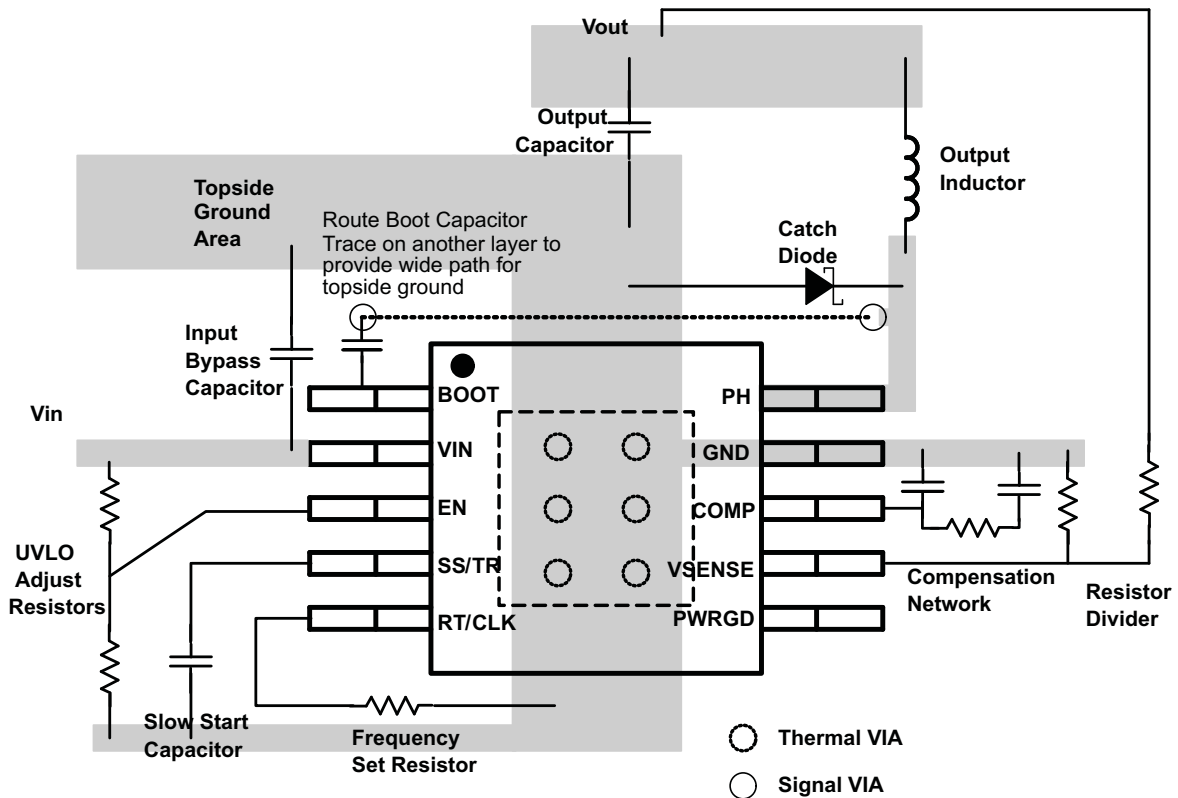 Vout
Output
Capacitor
Output
Inductor
Topside
Ground
Area
Route Boot Capacitor
Trace on another layer to
provide wide path for
topside ground
Catch
Diode
Input
Bypass
Capacitor
Vin
BOOT
VIN
EN
SS/TR
RT/CLK
PH
GND
COMP
VSENSE
PWRGD
UVLO
Adjust
Resistors
Compensation
Network
Resistor
Divider
Slow Start
Capacitor
Frequency
Set Resistor
Thermal VIA
Signal VIA